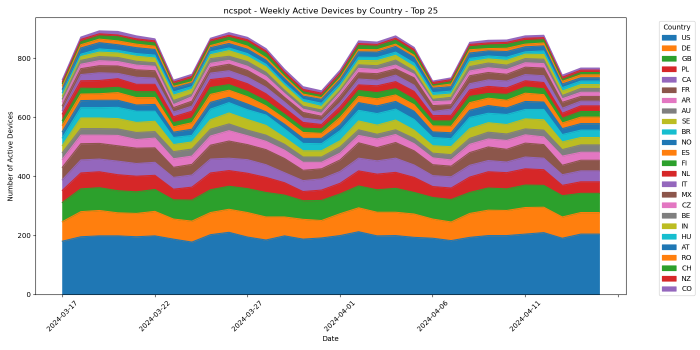 ncspot - Weekly Active Devices by Country - Top 25
Number of Active Devices
800
600
400
200
0
2024-03-17
2024-03-22
2024-03-27
2024-04-01
2024-04-06
2024-04-11
Date
Country
US
DE
GB
PL
CA
FR
AR
AU
SE
BR
NO
ES
FI
NL
IT
MX
CZ
BE
IN
HU
AT
RO
CH
NZ
CO